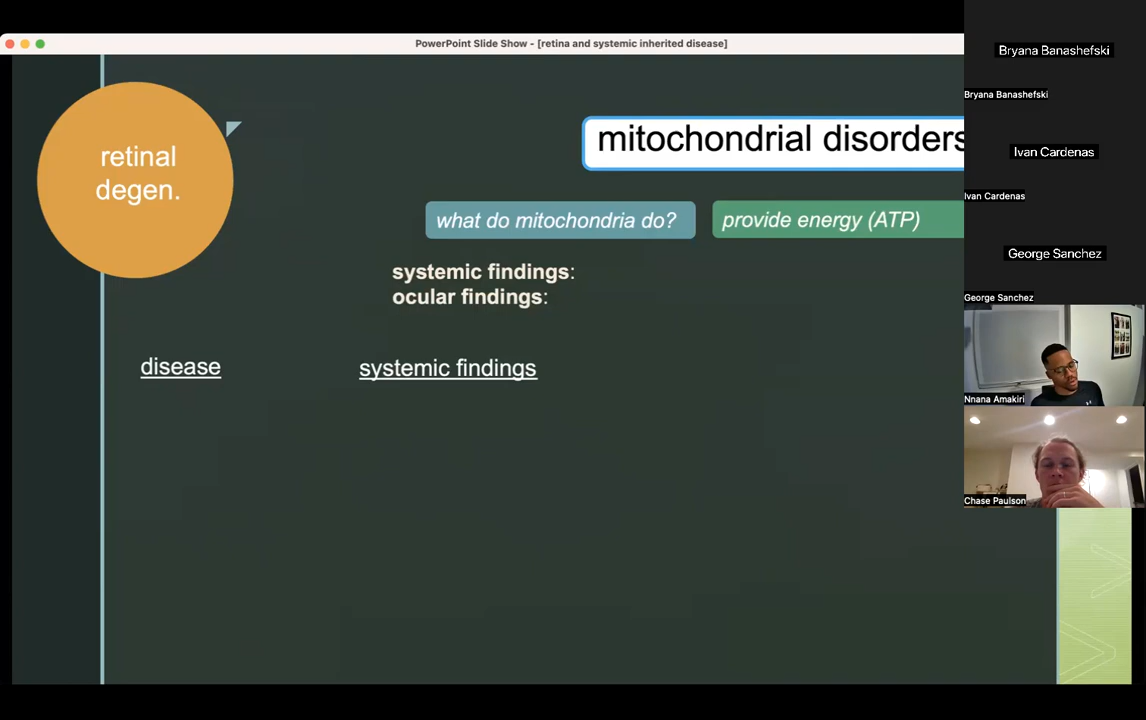 PowerPoint Slide Show - [retina and systemic inherited disease]
retinal
degen.
mitochondrial disorders
what do mitochondria do?
provide energy (ATP)
systemic findings:
ocular findings:
disease
systemic findings
Bryana Banashefski
Bryana Banashefski
Ivan Cardenas
Ivan Cardenas
George Sanchez
George Sanchez
Nnana Amakiri
Chase Paulson